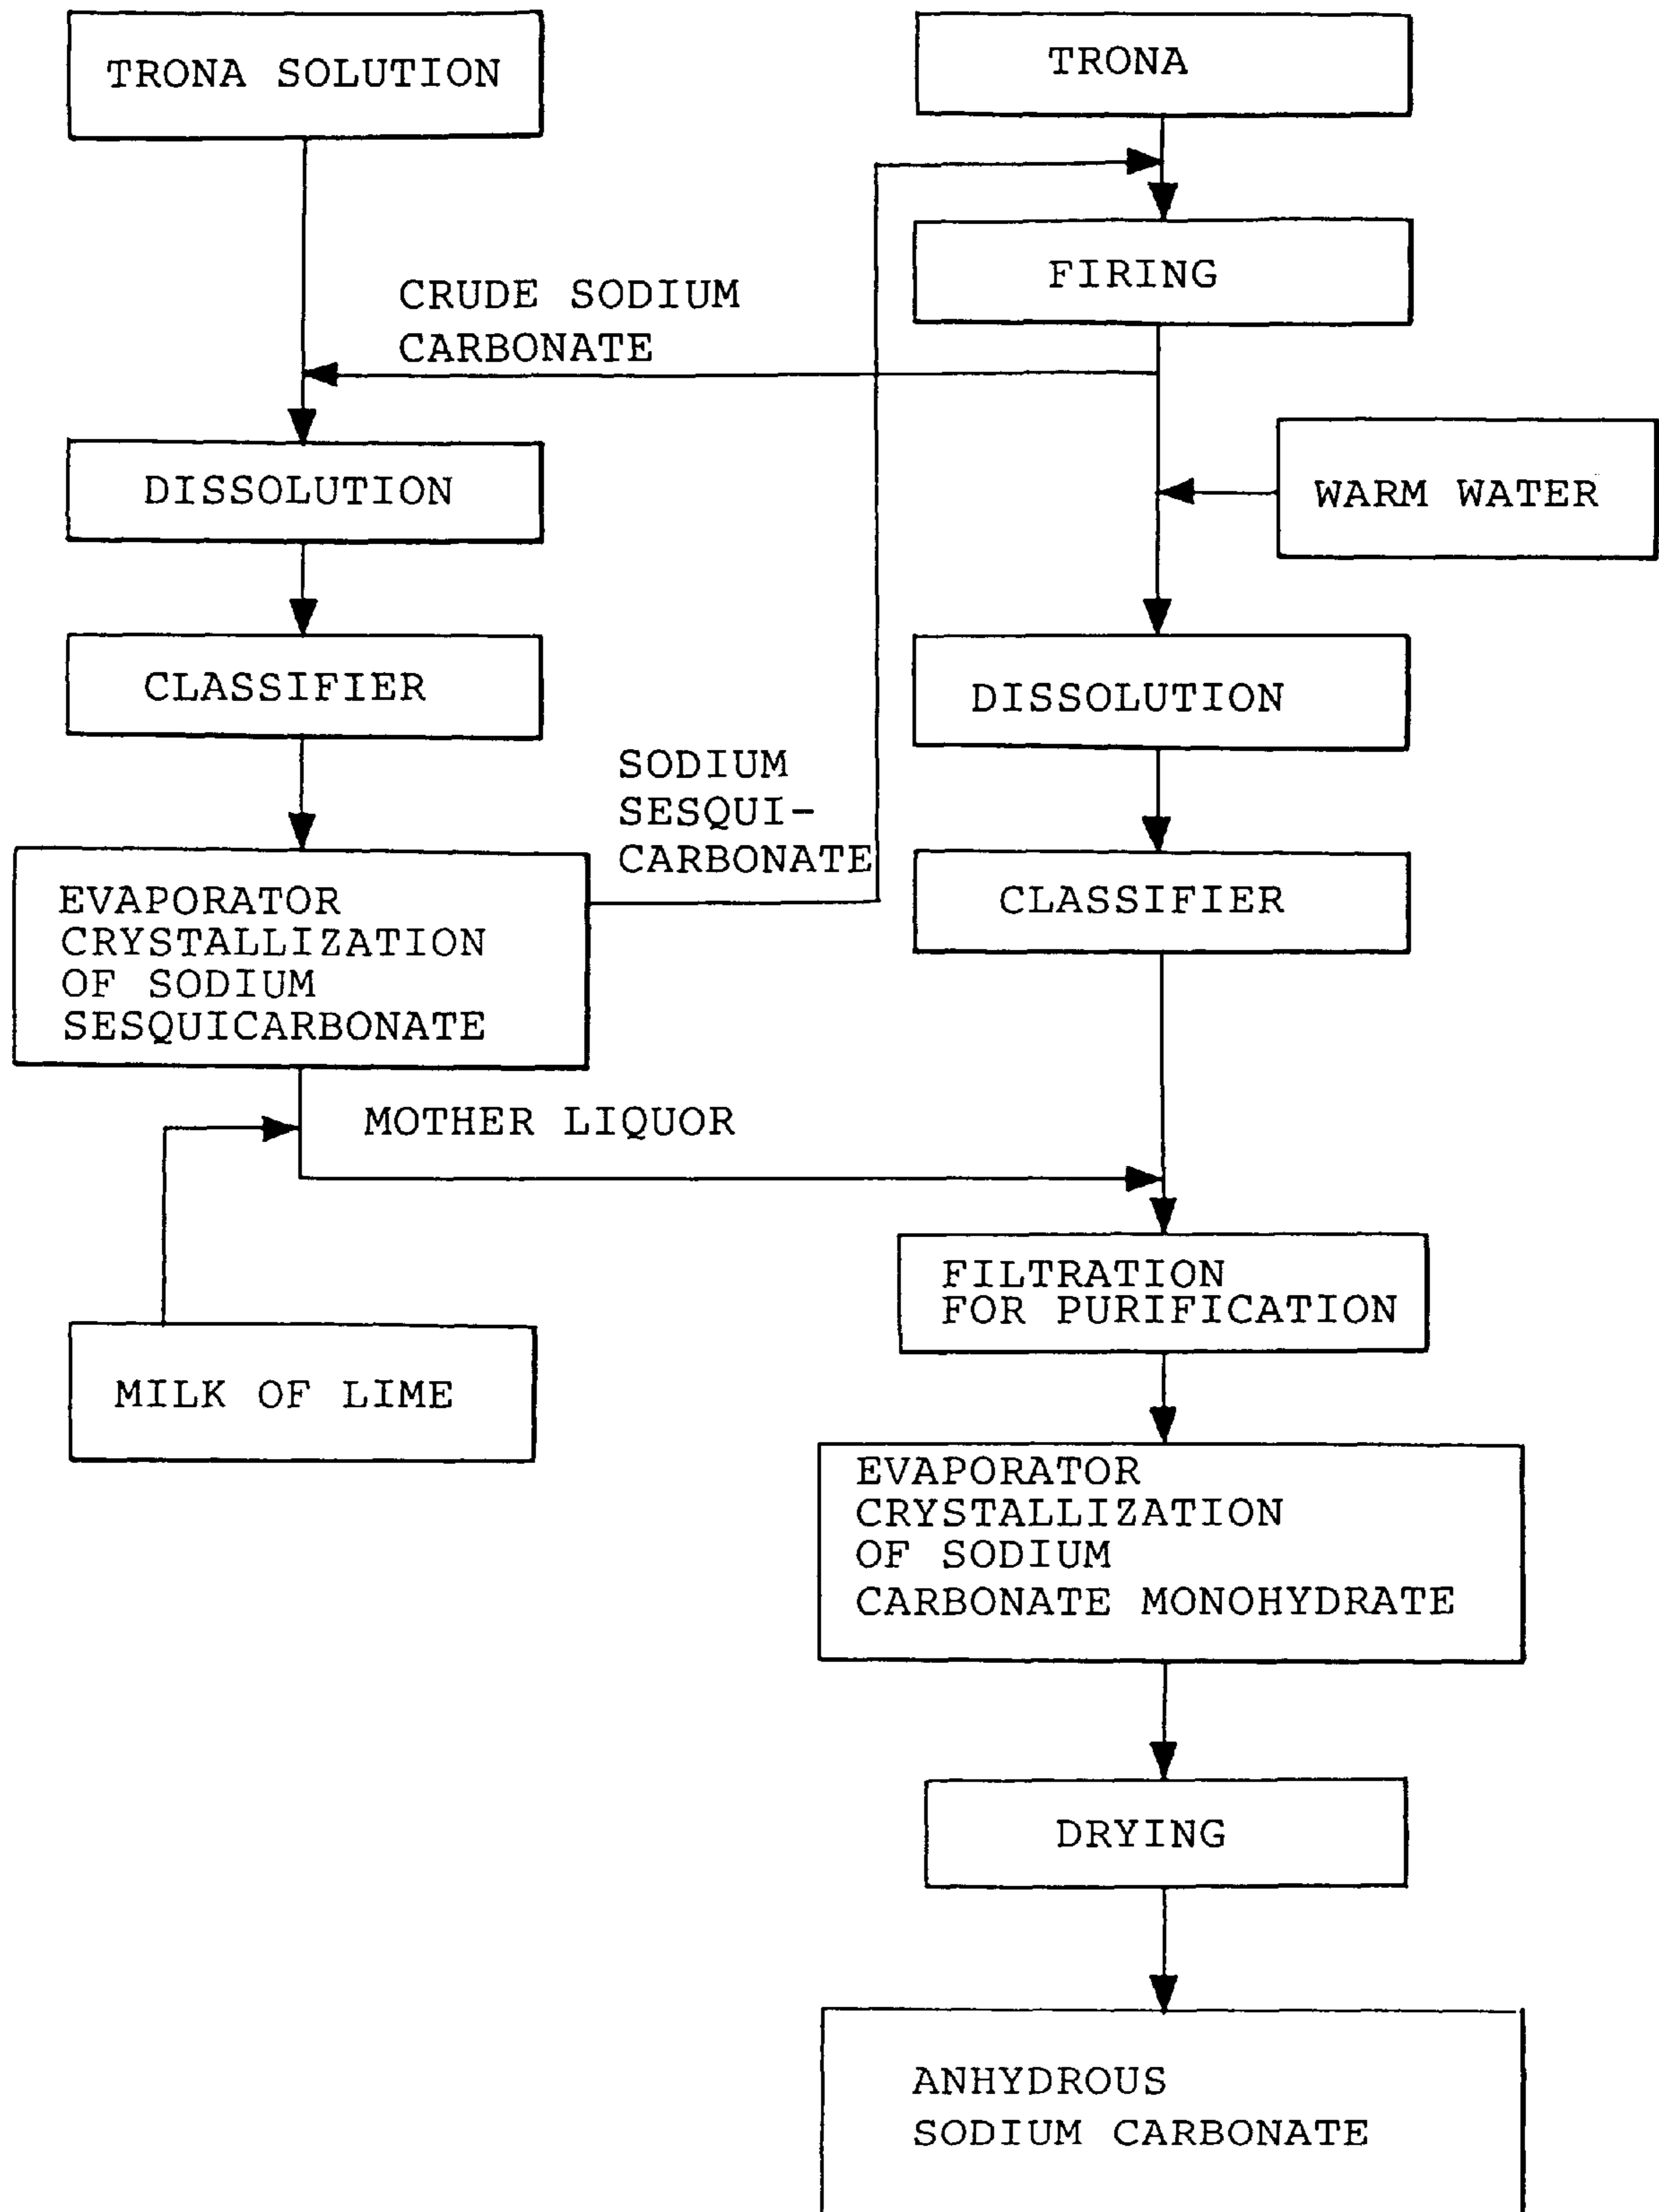 TRONA SOLUTION
TRONA
FIRING
CRUDE SODIUM
CARBONATE
DISSOLUTION
WARM WATER
CLASSIFIER
DISSOLUTION
SODIUM
SESQUI-
CARBONATE
EVAPORATOR
CRYSTALLIZATION
OF SODIUM
SESQUICARBONATE
CLASSIFIER
MOTHER LIQUOR
FILTRATION
FOR PURIFICATION
MILK OF LIME
EVAPORATOR
CRYSTALLIZATION
OF SODIUM
CARBONATE MONOHYDRATE
DRYING
ANHYDROUS
SODIUM CARBONATE